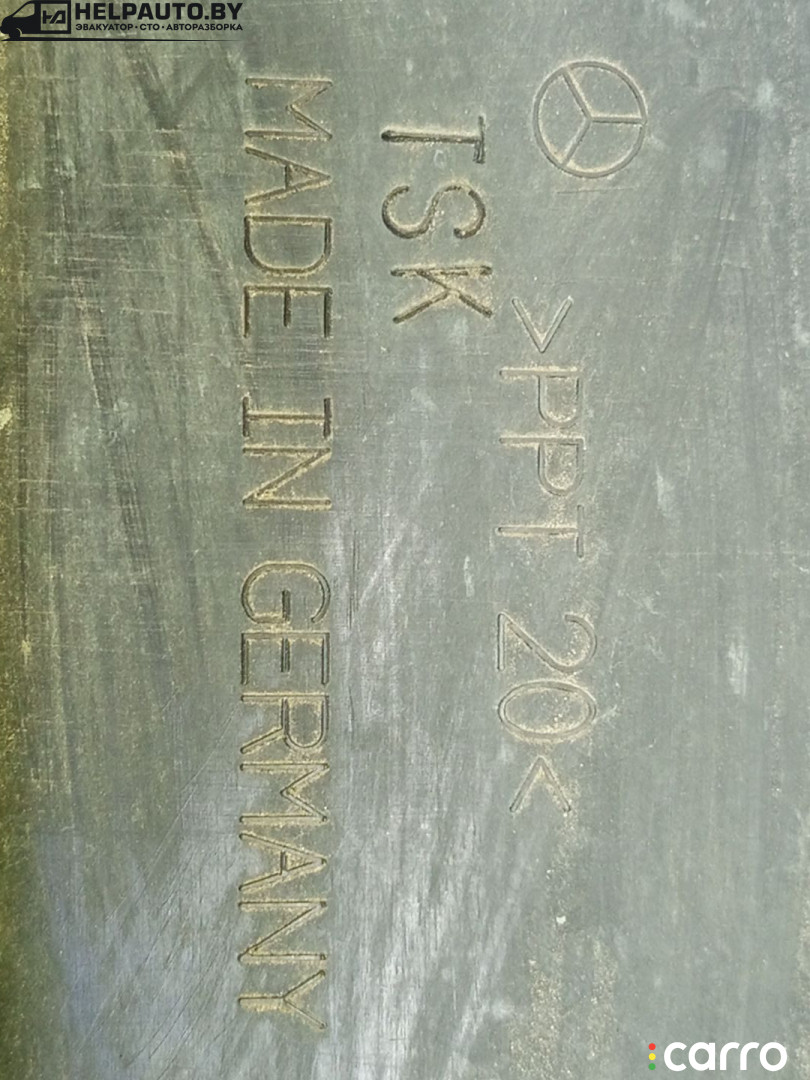 HELPAUTO.BY
ЭВАКУАТОР•СТО•АВТОРАЗБОРКА
>PPT 20<
TSK
MADE IN GERMANY
carro